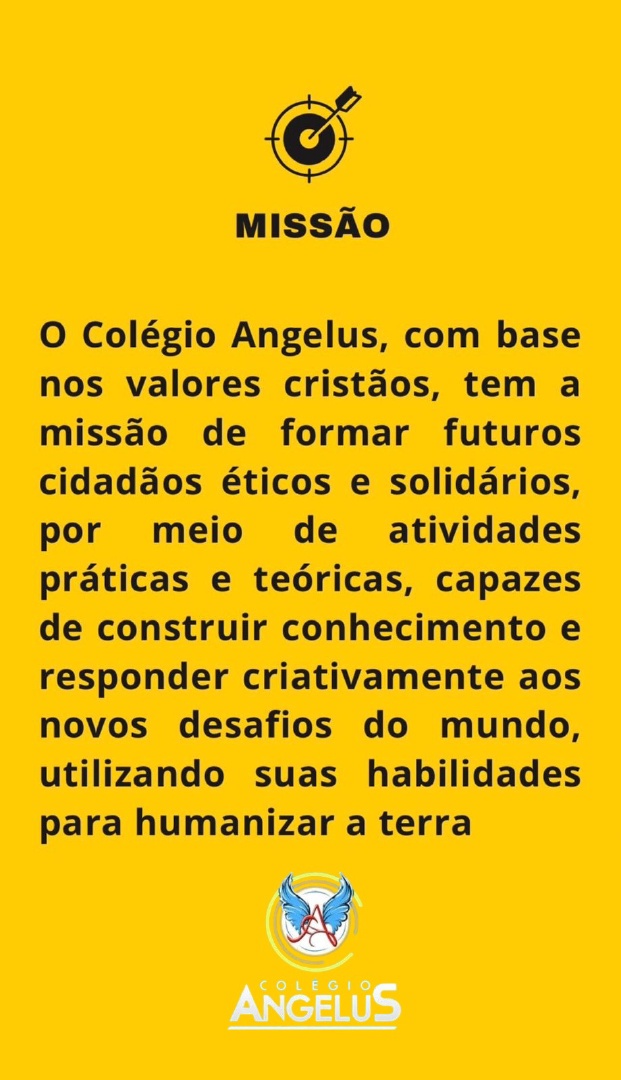 MISSÃO
O Colégio Angelus, com base
nos valores cristãos, tem a
missão de formar futuros
cidadãos éticos e solidários,
por meio de atividades
práticas e teóricas, capazes
de construir conhecimento e
responder criativamente aos
novos desafios do mundo,
utilizando suas habilidades
para humanizar a terra
A
COLEGIO
ANGELUS